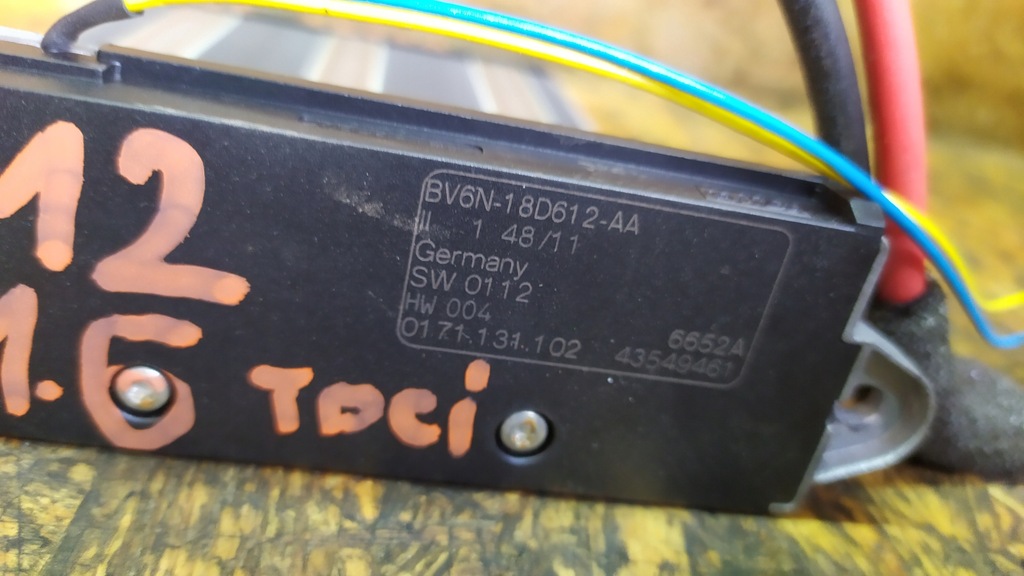 12
1.6 TDCi
BV6N-18D612-AA
II 1 48/11
Germany
SW 0112
HW 004
0171.131.102
6652A
43549461